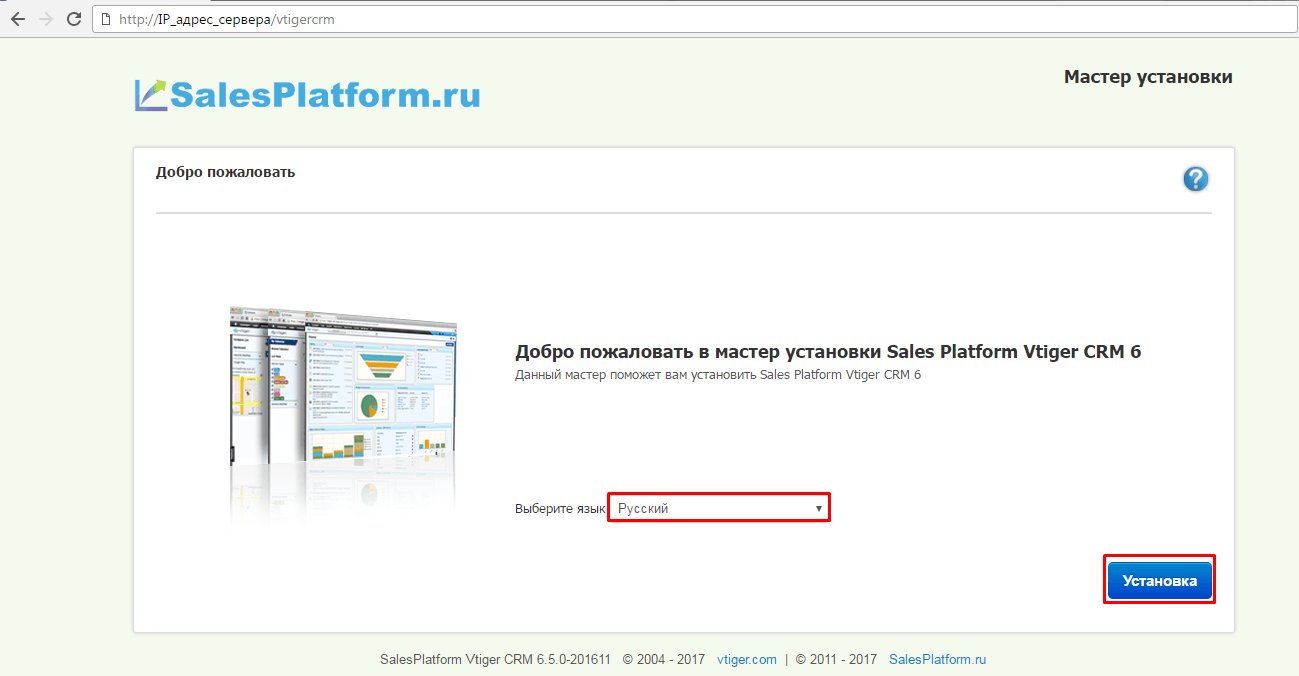 http://IP_адрес_сервера/vtigercrm
SalesPlatform.ru
Мастер установки
Добро пожаловать
?
Добро пожаловать в мастер установки Sales Platform Vtiger CRM 6
Данный мастер поможет вам установить Sales Platform Vtiger CRM 6
Выберите язык Русский
Установка
SalesPlatform Vtiger CRM 6.5.0-201611 © 2004 - 2017 vtiger.com | © 2011 - 2017 SalesPlatform.ru